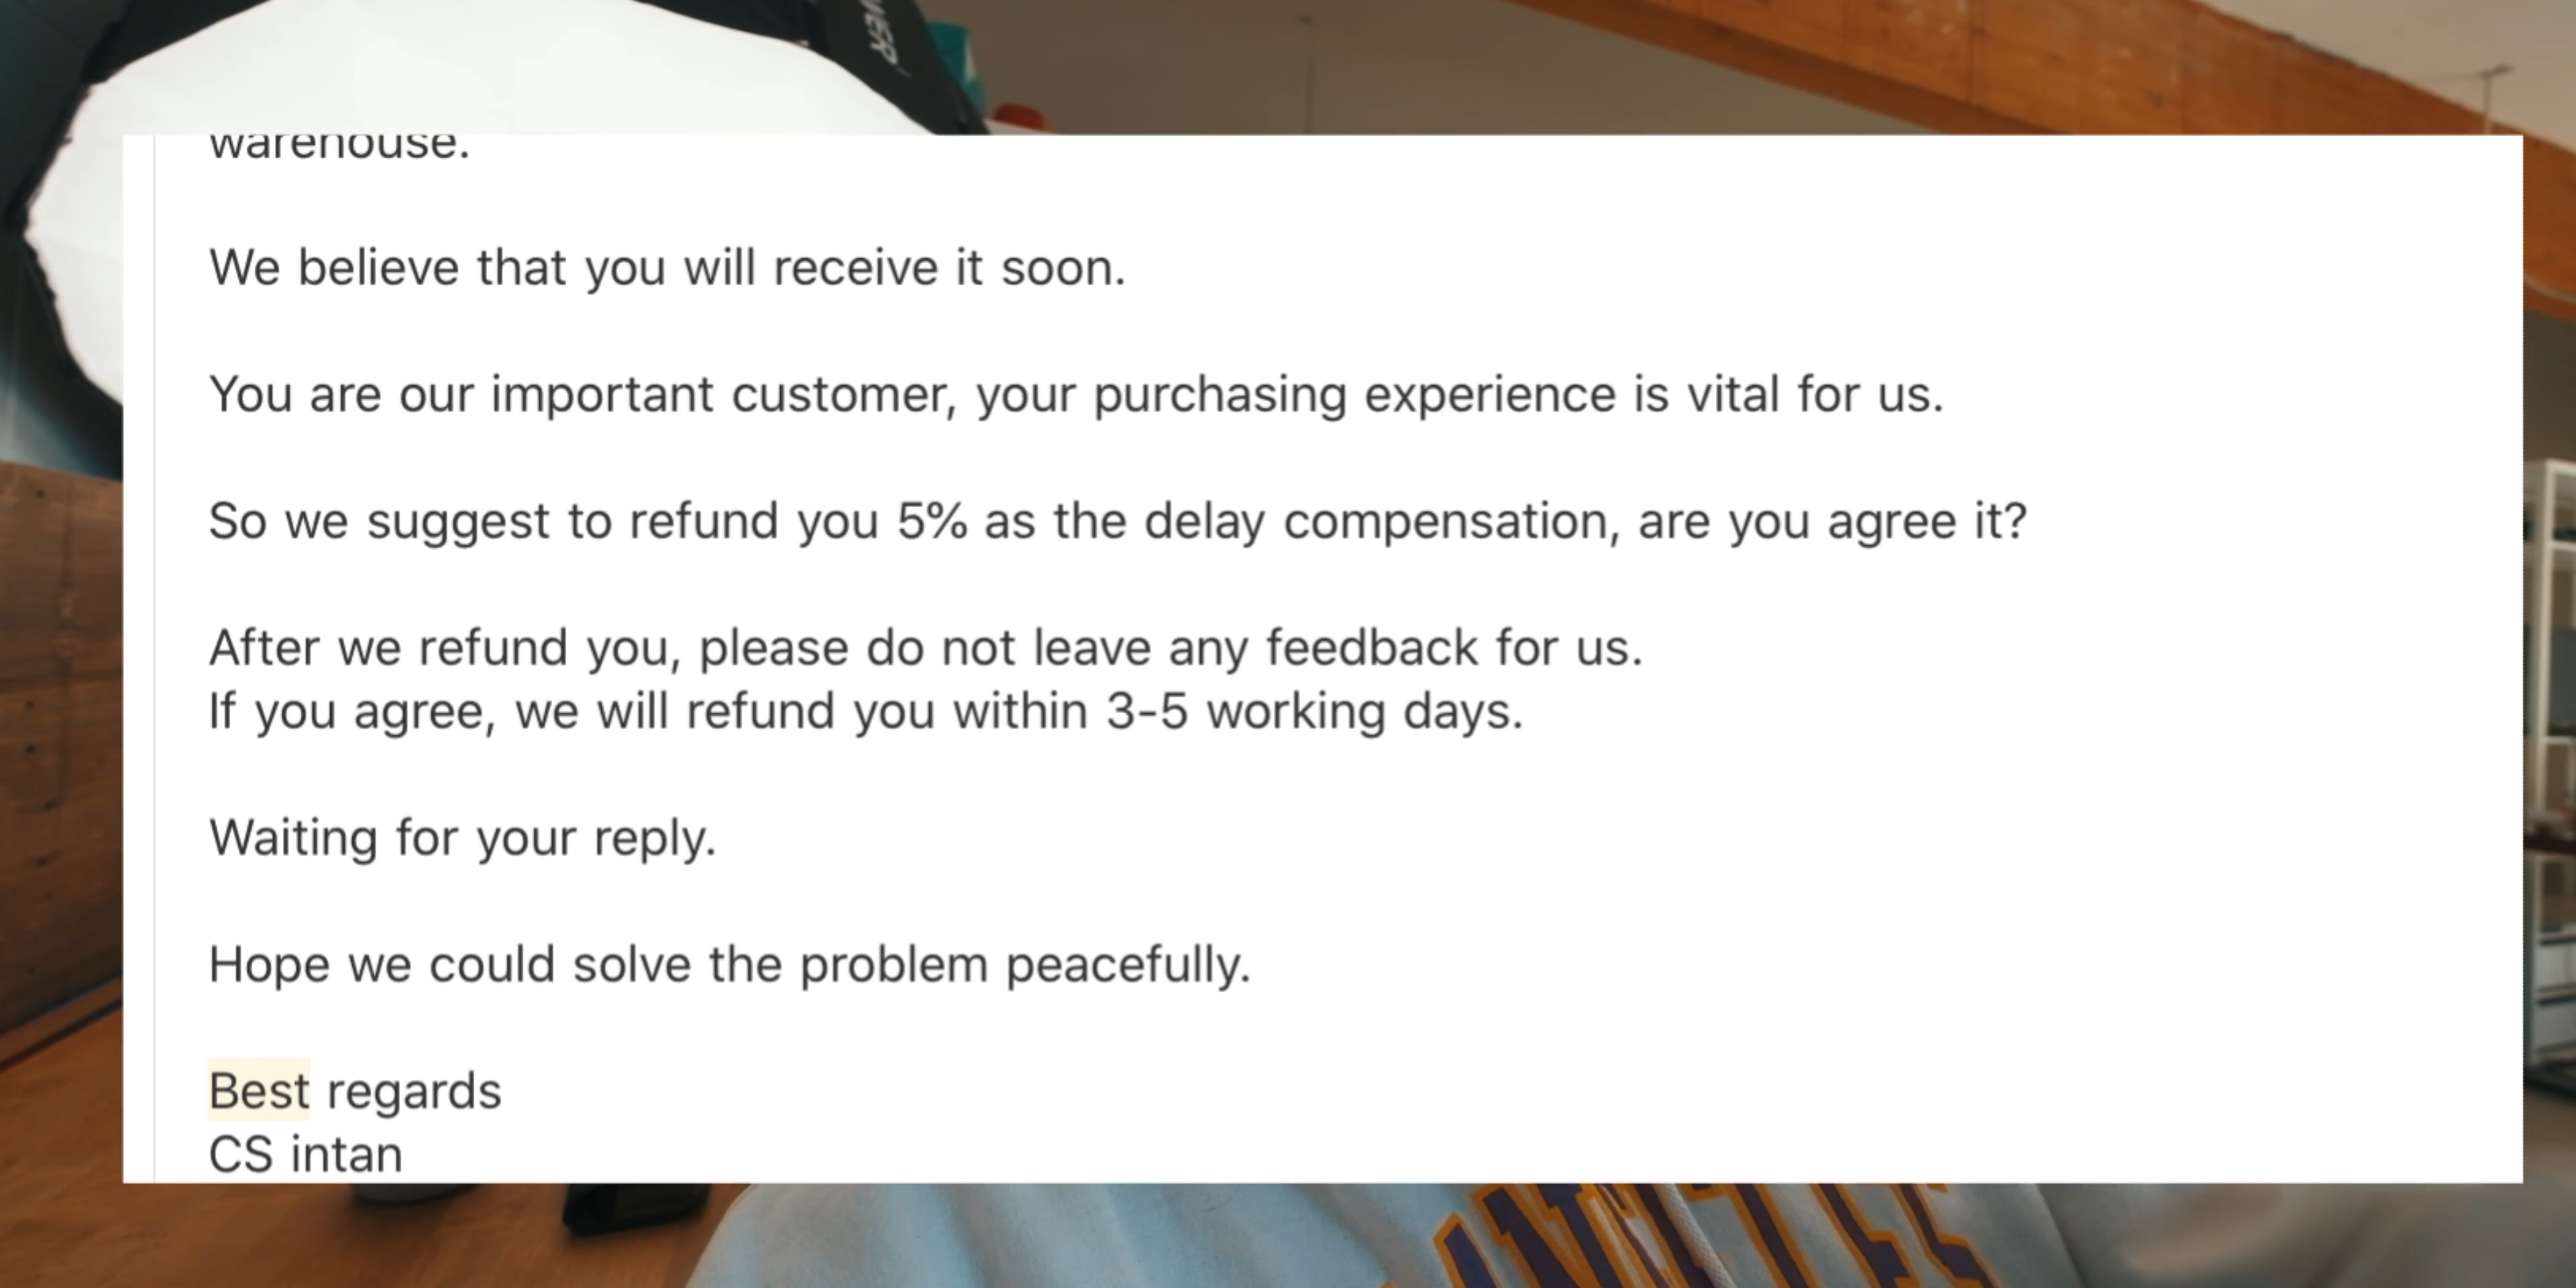 warehouse.
We believe that you will receive it soon.
You are our important customer, your purchasing experience is vital for us.
So we suggest to refund you 5% as the delay compensation, are you agree it?
After we refund you, please do not leave any feedback for us.
If you agree, we will refund you within 3-5 working days.
Waiting for your reply.
Hope we could solve the problem peacefully.
Best regards
CS intan